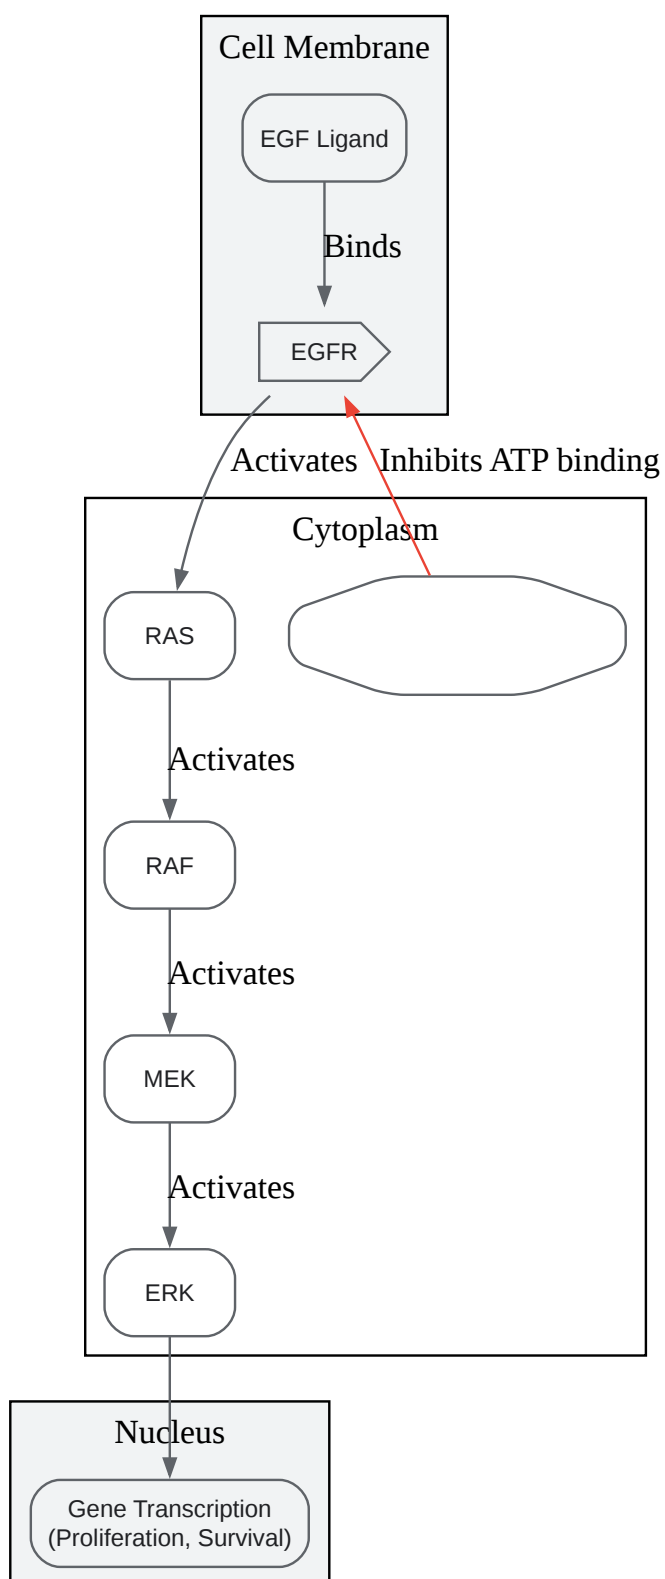 Cell Membrane
EGF Ligand
Binds
EGFR
Activates
Inhibits ATP binding
Cytoplasm
RAS
Activates
RAF
Activates
MEK
Activates
ERK
Nucleus
Gene Transcription
(Proliferation, Survival)